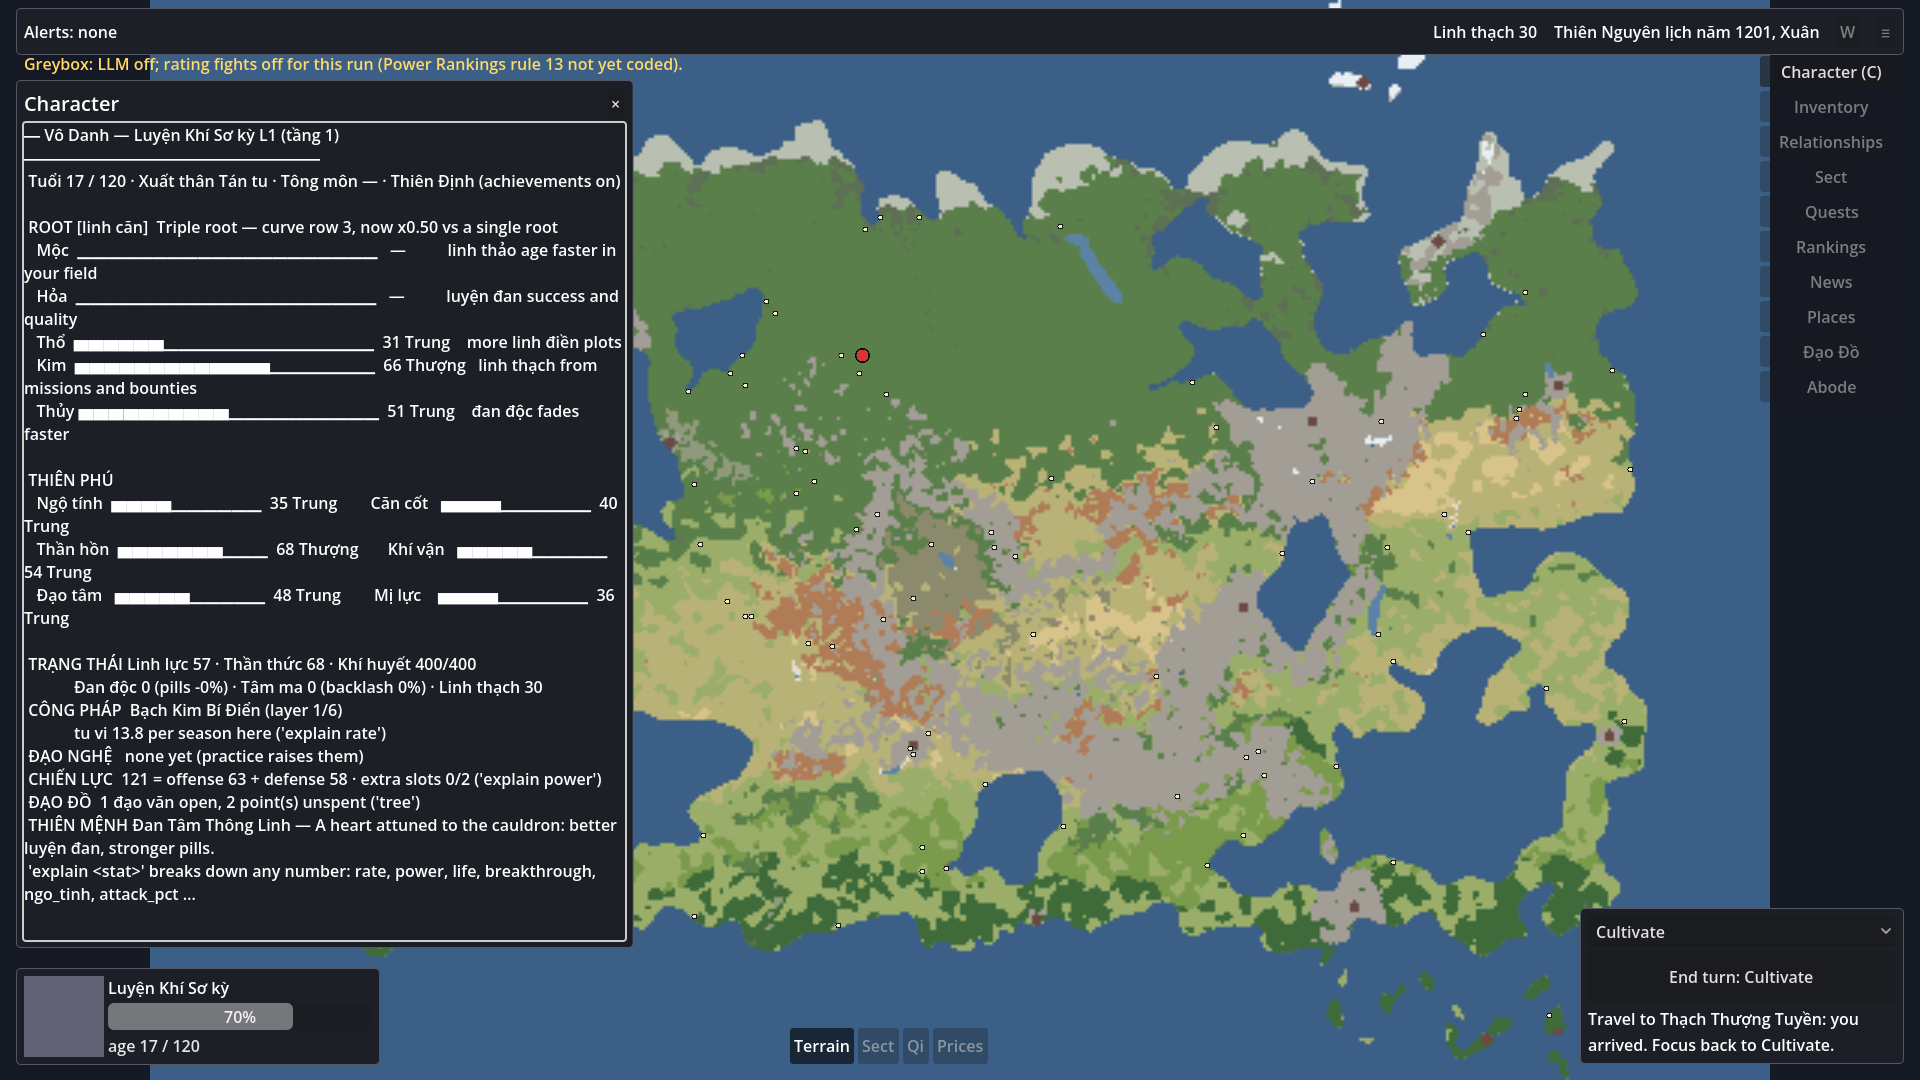 Alerts: none
Linh thạch 30 Thiên Nguyên lịch năm 1201, Xuân W ≡
Greybox: LLM off; rating fights off for this run (Power Rankings rule 13 not yet coded).
Character ×
— Vô Danh — Luyện Khí Sơ kỳ L1 (tầng 1)
Tuổi 17 / 120 · Xuất thân Tán tu · Tông môn — · Thiên Định (achievements on)
ROOT [linh căn] Triple root — curve row 3, now x0.50 vs a single root
Mộc — linh thảo age faster in
your field
Hỏa — luyện đan success and
quality
Thổ 31 Trung more linh điền plots
Kim 66 Thượng linh thạch from
missions and bounties
Thủy 51 Trung đan độc fades
faster
THIÊN PHÚ
Ngộ tính 35 Trung Căn cốt 40
Trung
Thần hồn 68 Thượng Khí vận
54 Trung
Đạo tâm 48 Trung Mị lực 36
Trung
TRẠNG THÁI Linh lực 57 · Thần thức 68 · Khí huyết 400/400
Đan độc 0 (pills -0%) · Tâm ma 0 (backlash 0%) · Linh thạch 30
CÔNG PHÁP Bạch Kim Bí Điển (layer 1/6)
tu vi 13.8 per season here ('explain rate')
ĐẠO NGHỆ none yet (practice raises them)
CHIẾN LỰC 121 = offense 63 + defense 58 · extra slots 0/2 ('explain power')
ĐẠO ĐỒ 1 đạo văn open, 2 point(s) unspent ('tree')
THIÊN MỆNH Đan Tâm Thông Linh — A heart attuned to the cauldron: better
luyện đan, stronger pills.
'explain <stat>' breaks down any number: rate, power, life, breakthrough,
ngo_tinh, attack_pct ...
Character (C)
Inventory
Relationships
Sect
Quests
Rankings
News
Places
Đạo Đồ
Abode
Luyện Khí Sơ kỳ
70%
age 17 / 120
Terrain Sect Qi Prices
Cultivate
End turn: Cultivate
Travel to Thạch Thượng Tuyền: you
arrived. Focus back to Cultivate.